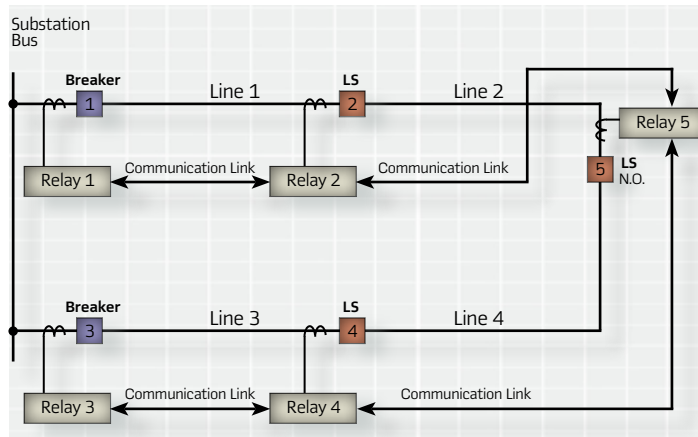 Substation
Bus
Breaker
1
Line 1
LS
2
Line 2
Relay 5
Relay 1
Communication Link
Relay 2
Communication Link
5
LS
N.O.
Breaker
3
Line 3
LS
4
Line 4
Relay 3
Communication Link
Relay 4
Communication Link